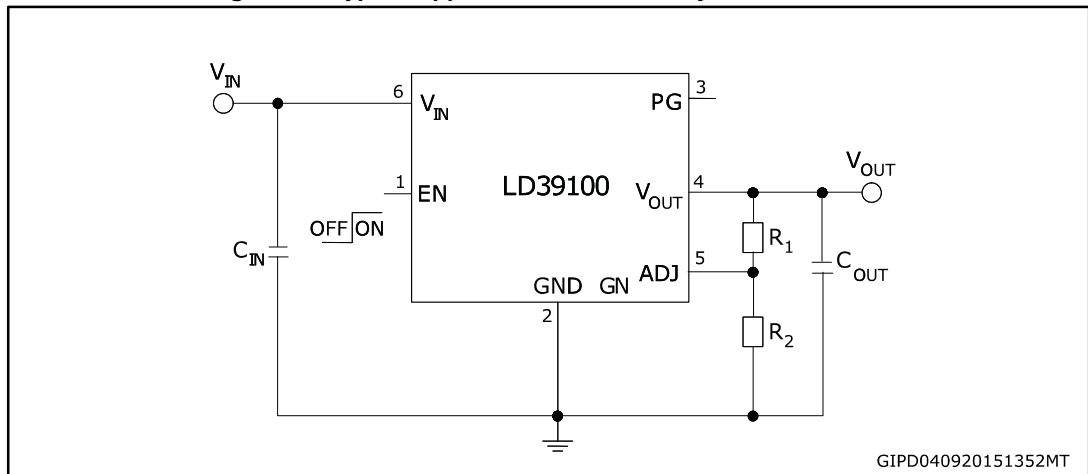 V_IN
6
V_IN
PG
3
1
EN
LD39100
V_OUT
4
V_OUT
OFF ON
R_1
C_IN
ADJ
5
C_OUT
GND GN
2
R_2
GIPD040920151352MT